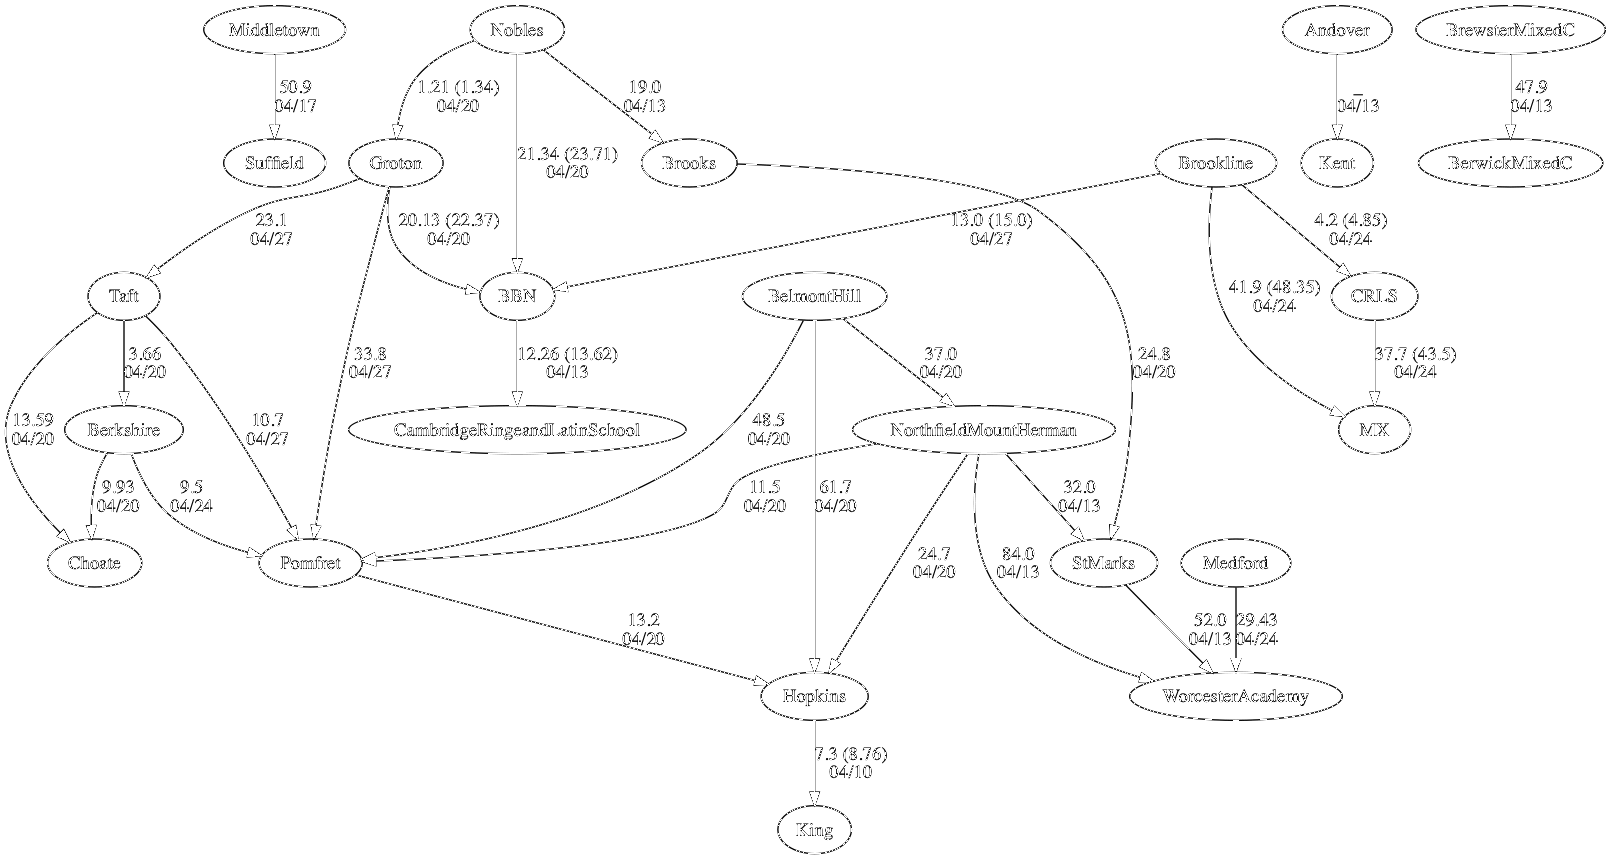 Middletown
Nobles
Andover
BrewsterMixedC
50.9
04/17
1.21 (1.34)
04/20
19.0
04/13
–
04/13
47.9
04/13
Suffield
Groton
21.34 (23.71)
04/20
Brooks
Brookline
Kent
BerwickMixedC
23.1
04/27
20.13 (22.37)
04/20
13.0 (15.0)
04/27
4.2 (4.85)
04/24
Taft
BBN
BelmontHill
41.9 (48.35)
04/24
CRLS
3.66
04/20
33.8
04/27
12.26 (13.62)
04/13
37.0
04/20
24.8
04/20
37.7 (43.5)
04/24
13.59
04/20
Berkshire
10.7
04/27
CambridgeRingeandLatinSchool
48.5
04/20
NorthfieldMountHerman
MX
9.93
04/20
9.5
04/24
11.5
04/20
61.7
04/20
32.0
04/13
Choate
Pomfret
24.7
04/20
84.0
04/13
StMarks
Medford
13.2
04/20
52.0
04/13
29.43
04/24
Hopkins
WorcesterAcademy
7.3 (8.76)
04/10
King